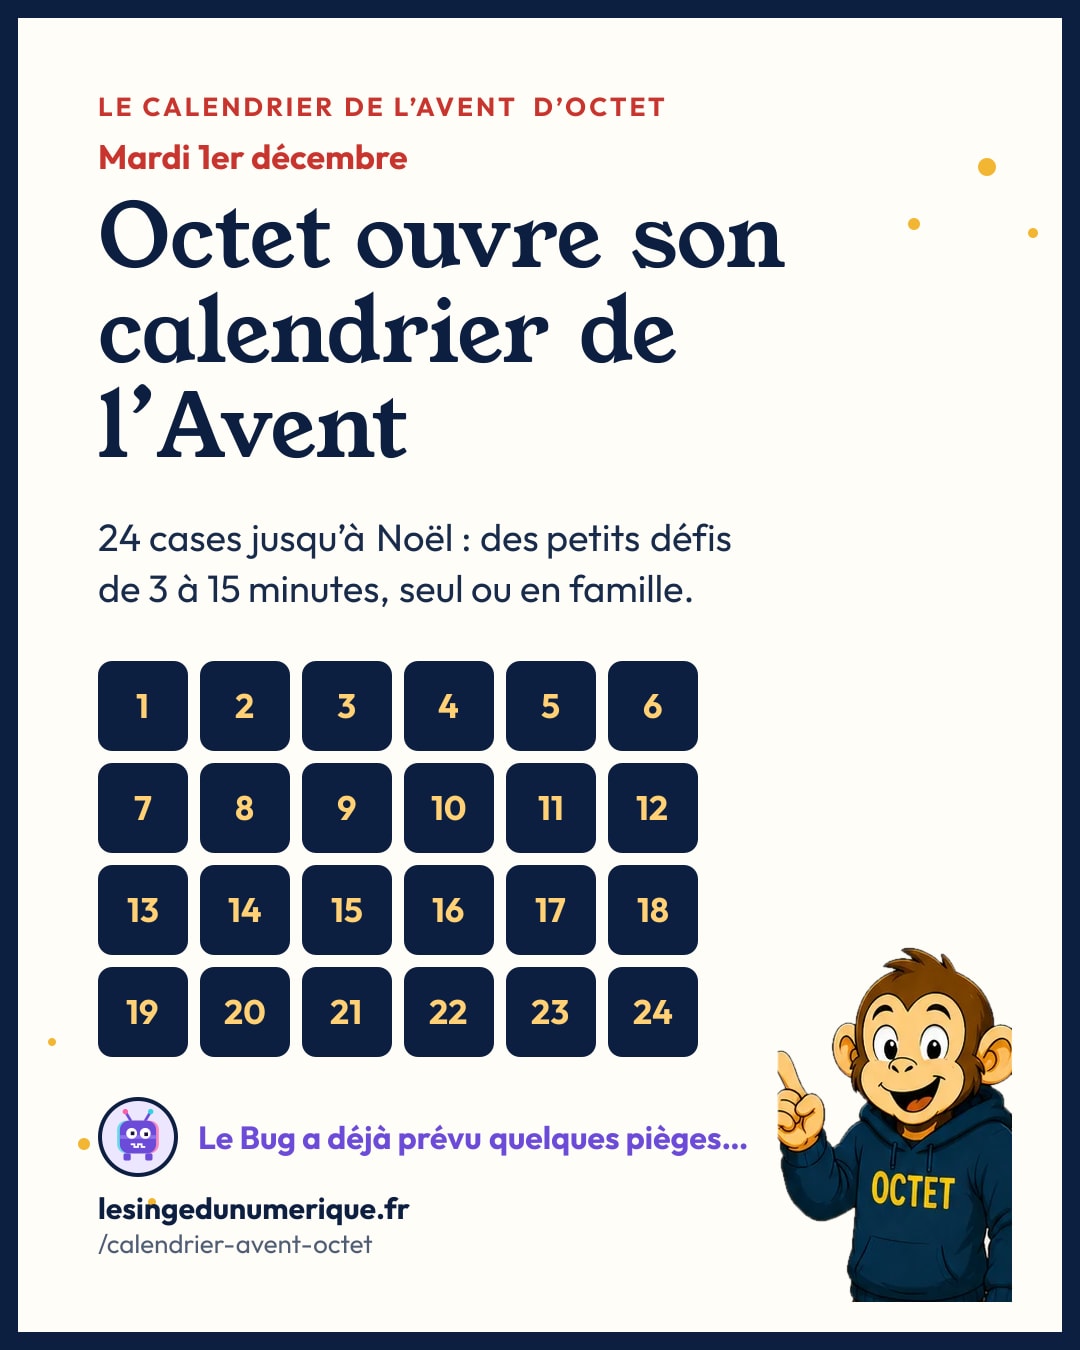 LE CALENDRIER DE L’AVENT D’OCTET
Mardi 1er décembre
Octet ouvre son
calendrier de
l’Avent
24 cases jusqu’à Noël : des petits défis
de 3 à 15 minutes, seul ou en famille.
1 2 3 4 5 6
7 8 9 10 11 12
13 14 15 16 17 18
19 20 21 22 23 24
Le Bug a déjà prévu quelques pièges...
lesingedunumerique.fr
/calendrier-avent-octet
OCTET